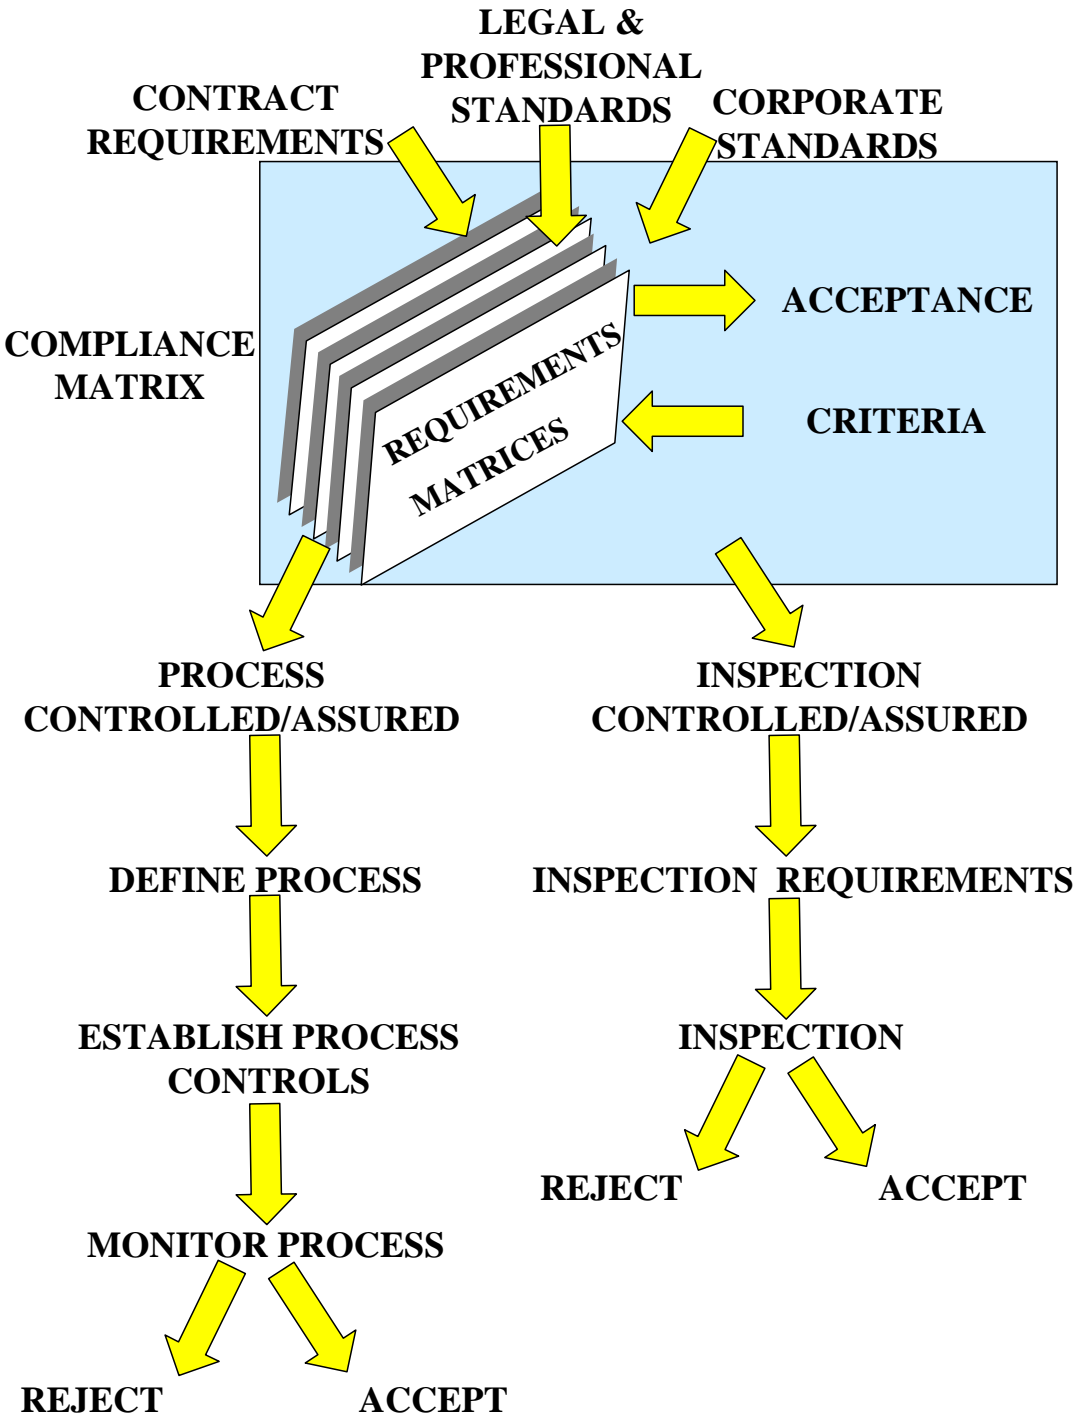 LEGAL &
PROFESSIONAL
STANDARDS
CONTRACT
REQUIREMENTS
CORPORATE
STANDARDS
COMPLIANCE
MATRIX
REQUIREMENTS
MATRICES
ACCEPTANCE
CRITERIA
PROCESS
CONTROLLED/ASSURED
DEFINE PROCESS
ESTABLISH PROCESS
CONTROLS
MONITOR PROCESS
REJECT
ACCEPT
INSPECTION
CONTROLLED/ASSURED
INSPECTION REQUIREMENTS
INSPECTION
REJECT
ACCEPT